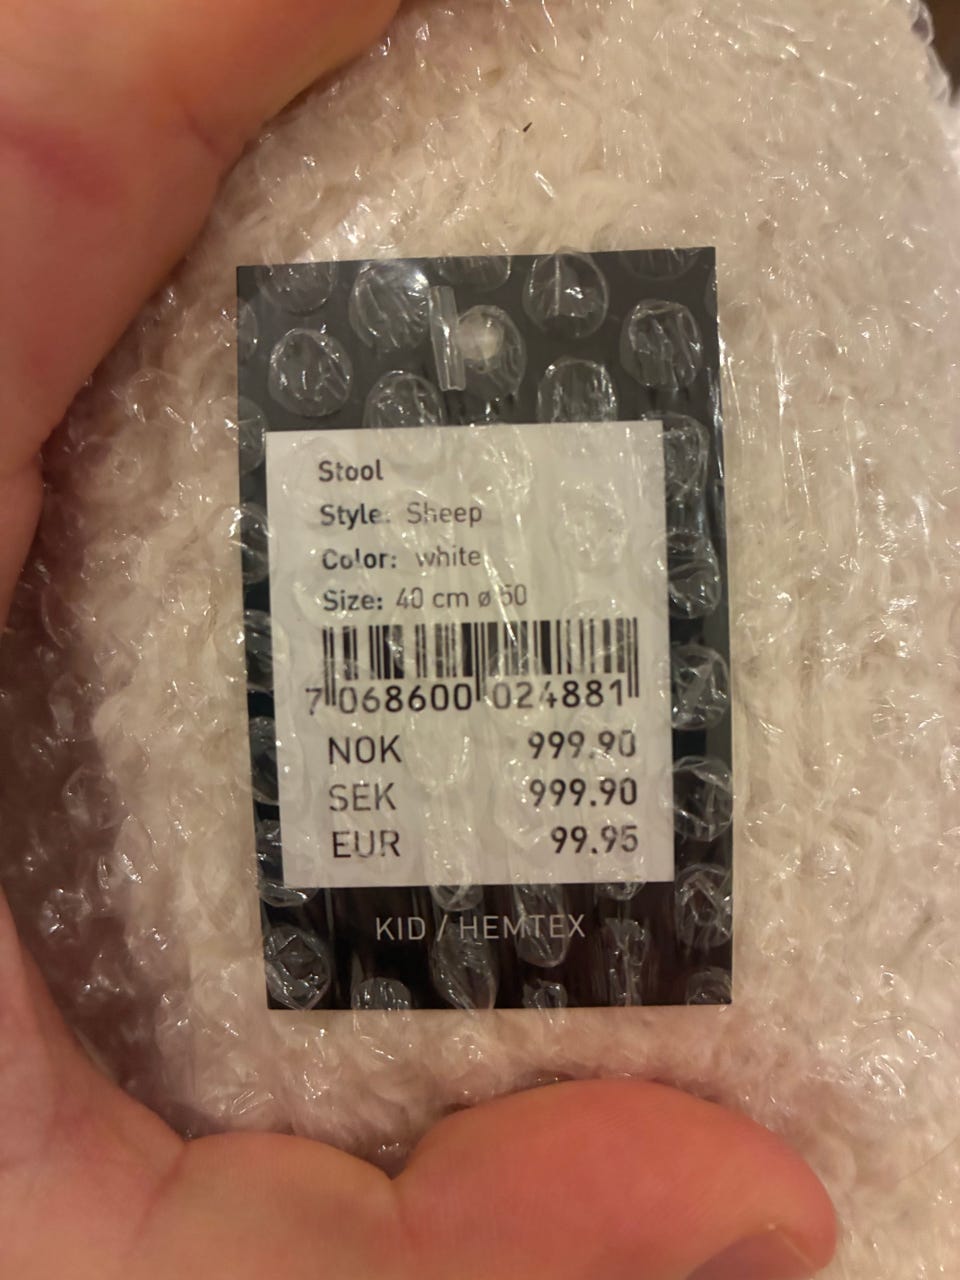 Stool
Style: Sheep
Color: white
Size: 40 cm ø 50
7 068600 024881
NOK 999.90
SEK 999.90
EUR 99.95
KID / HEMTEX